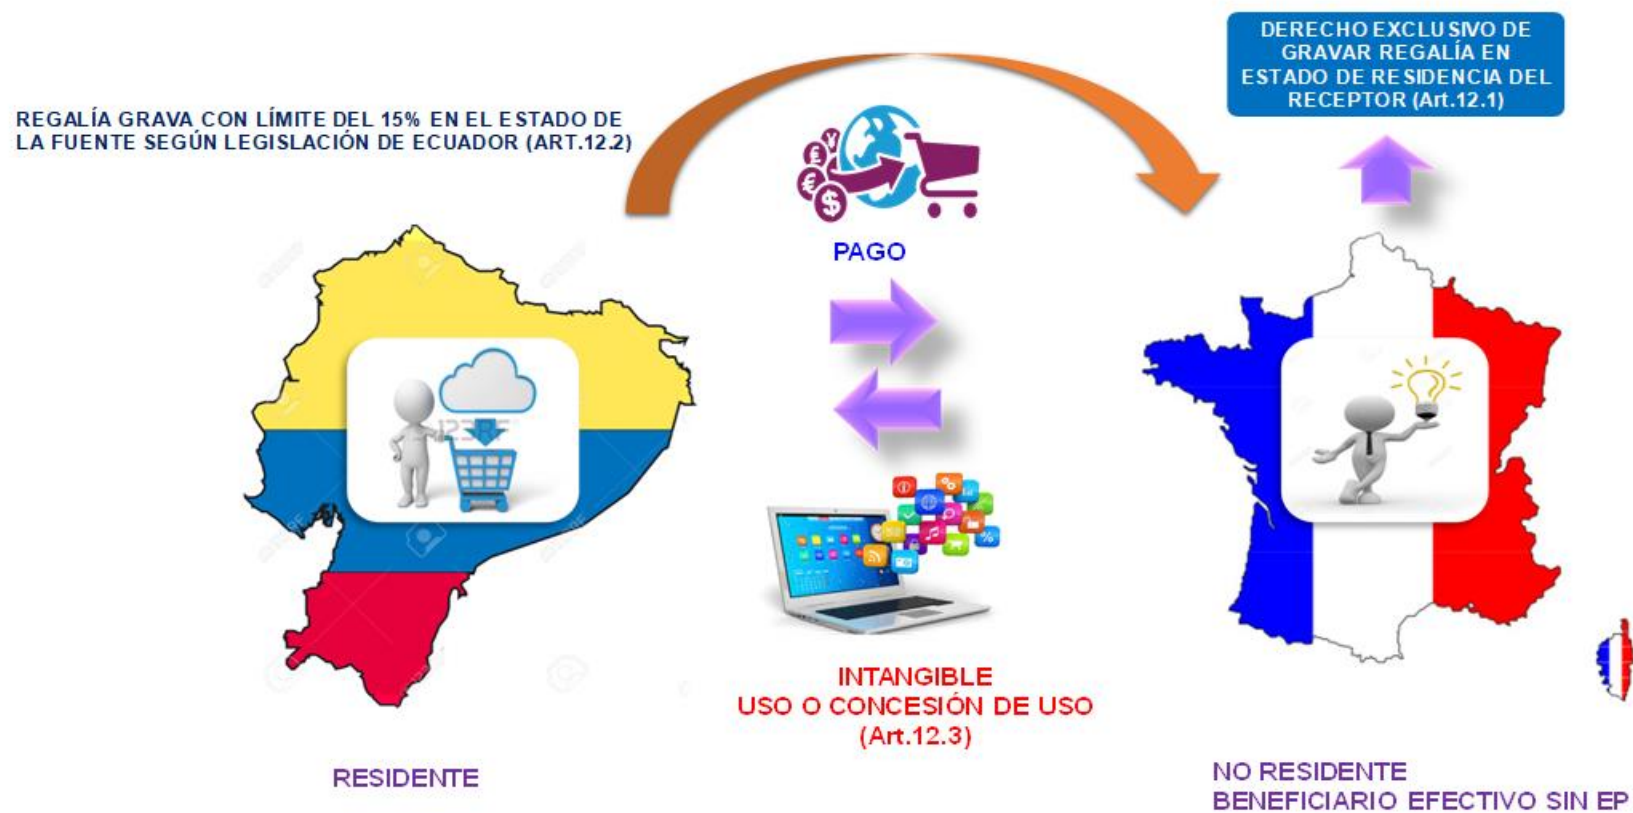 DERECHO EXCLUSIVO DE
GRAVAR REGALÍA EN
ESTADO DE RESIDENCIA DEL
RECEPTOR (Art.12.1)
REGALÍA GRAVA CON LÍMITE DEL 15% EN EL ESTADO DE
LA FUENTE SEGÚN LEGISLACIÓN DE ECUADOR (ART.12.2)
PAGO
123RF
INTANGIBLE
USO O CONCESIÓN DE USO
(Art.12.3)
RESIDENTE
NO RESIDENTE
BENEFICIARIO EFECTIVO SIN EP